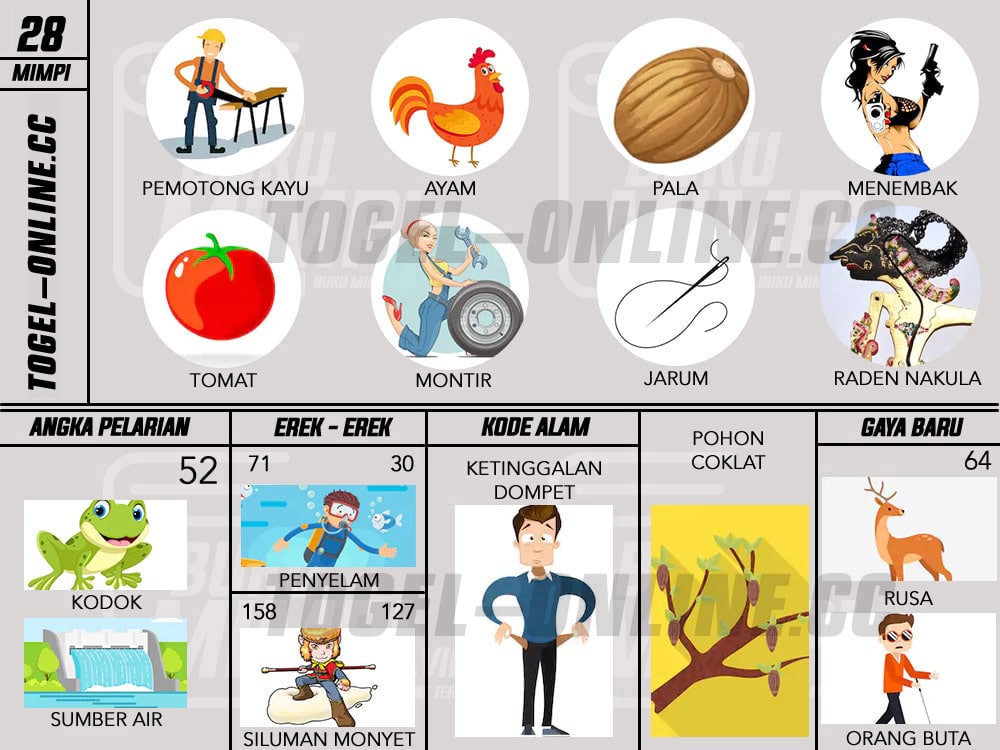 28
MIMPI
TOGEL-ONLINE.CC
PEMOTONG KAYU
AYAM
PALA
MENEMBAK
TOGEL-ONLINE.CC
TOMAT
MONTIR
JARUM
RADEN NAKULA
ANGKA PELARIAN
52
KODOK
SUMBER AIR
EREK - EREK
71 30
PENYELAM
158 127
SILUMAN MONYET
KODE ALAM
KETINGGALAN
DOMPET
POHON
COKLAT
GAYA BARU
64
RUSA
ORANG BUTA
TOGEL-ONLINE.CC